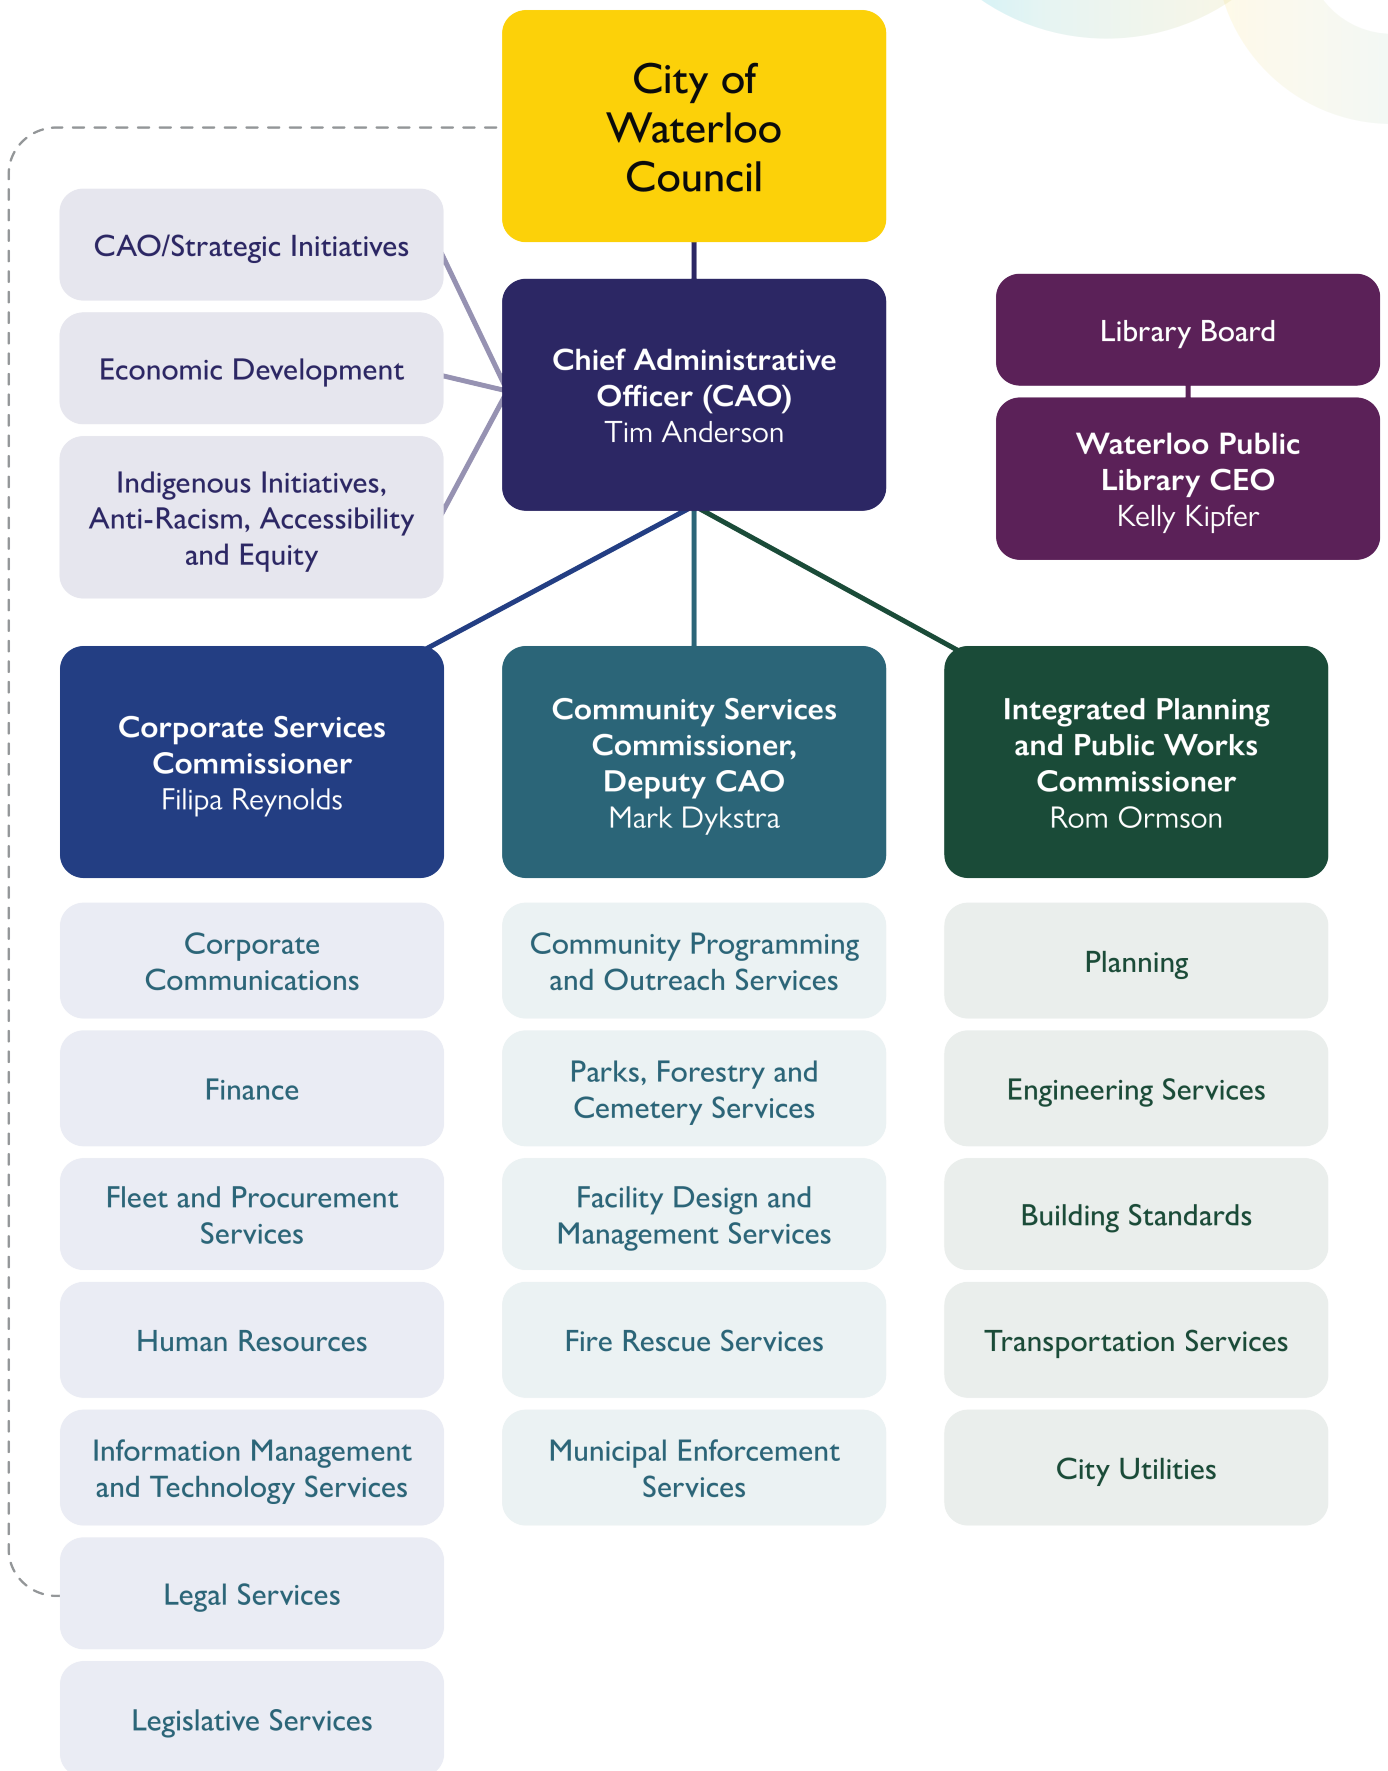 City of
Waterloo
Council
CAO/Strategic Initiatives
Economic Development
Indigenous Initiatives,
Anti-Racism, Accessibility
and Equity
Chief Administrative
Officer (CAO)
Tim Anderson
Library Board
Waterloo Public
Library CEO
Kelly Kipfer
Corporate Services
Commissioner
Filipa Reynolds
Corporate
Communications
Finance
Fleet and Procurement
Services
Human Resources
Information Management
and Technology Services
Legal Services
Legislative Services
Community Services
Commissioner,
Deputy CAO
Mark Dykstra
Community Programming
and Outreach Services
Parks, Forestry and
Cemetery Services
Facility Design and
Management Services
Fire Rescue Services
Municipal Enforcement
Services
Integrated Planning
and Public Works
Commissioner
Rom Ormson
Planning
Engineering Services
Building Standards
Transportation Services
City Utilities